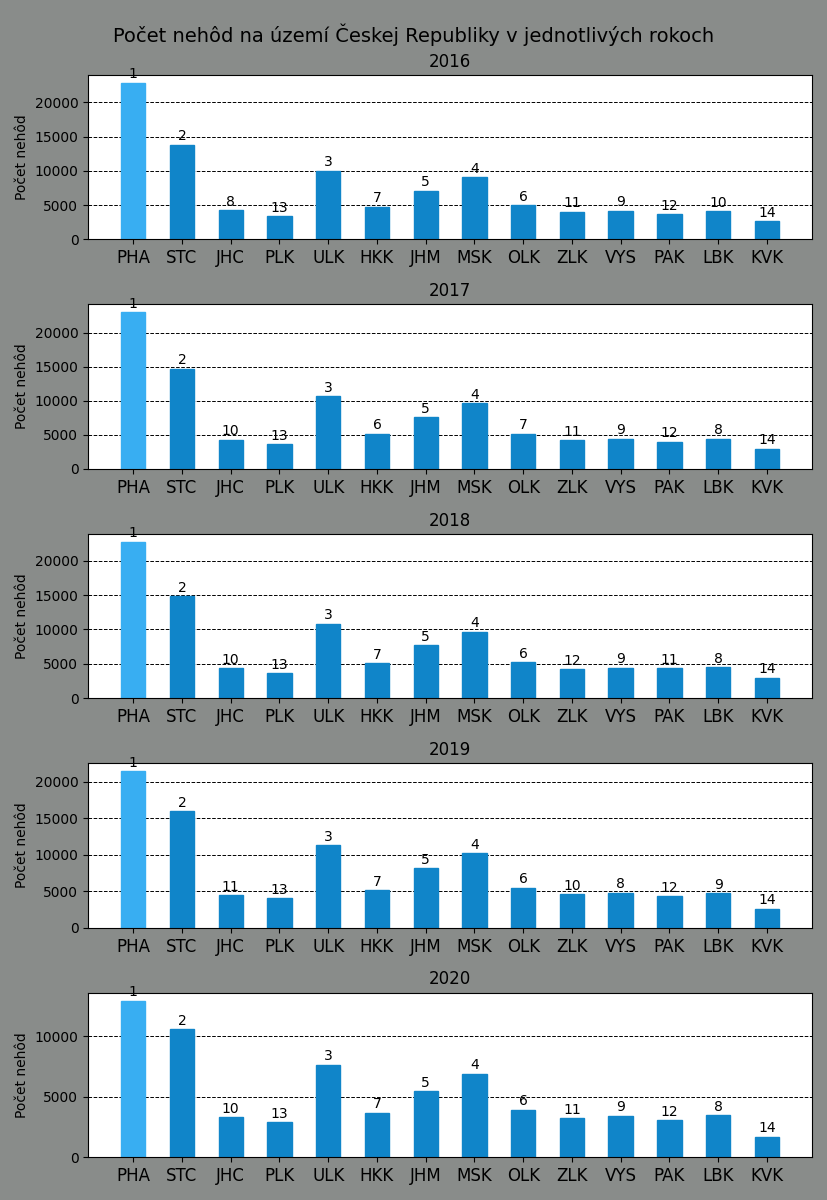 Počet nehôd na území Českej Republiky v jednotlivých rokoch
2016
Počet nehôd
20000
15000
10000
5000
0
1 2 8 13 3 7 5 4 6 11 9 12 10 14
PHA STC JHC PLK ULK HKK JHM MSK OLK ZLK VYS PAK LBK KVK
2017
Počet nehôd
20000
15000
10000
5000
0
1 2 10 13 3 6 5 4 7 11 9 12 8 14
PHA STC JHC PLK ULK HKK JHM MSK OLK ZLK VYS PAK LBK KVK
2018
Počet nehôd
20000
15000
10000
5000
0
1 2 10 13 3 7 5 4 6 12 9 11 8 14
PHA STC JHC PLK ULK HKK JHM MSK OLK ZLK VYS PAK LBK KVK
2019
Počet nehôd
20000
15000
10000
5000
0
1 2 11 13 3 7 5 4 6 10 8 12 9 14
PHA STC JHC PLK ULK HKK JHM MSK OLK ZLK VYS PAK LBK KVK
2020
Počet nehôd
10000
5000
0
1 2 10 13 3 7 5 4 6 11 9 12 8 14
PHA STC JHC PLK ULK HKK JHM MSK OLK ZLK VYS PAK LBK KVK